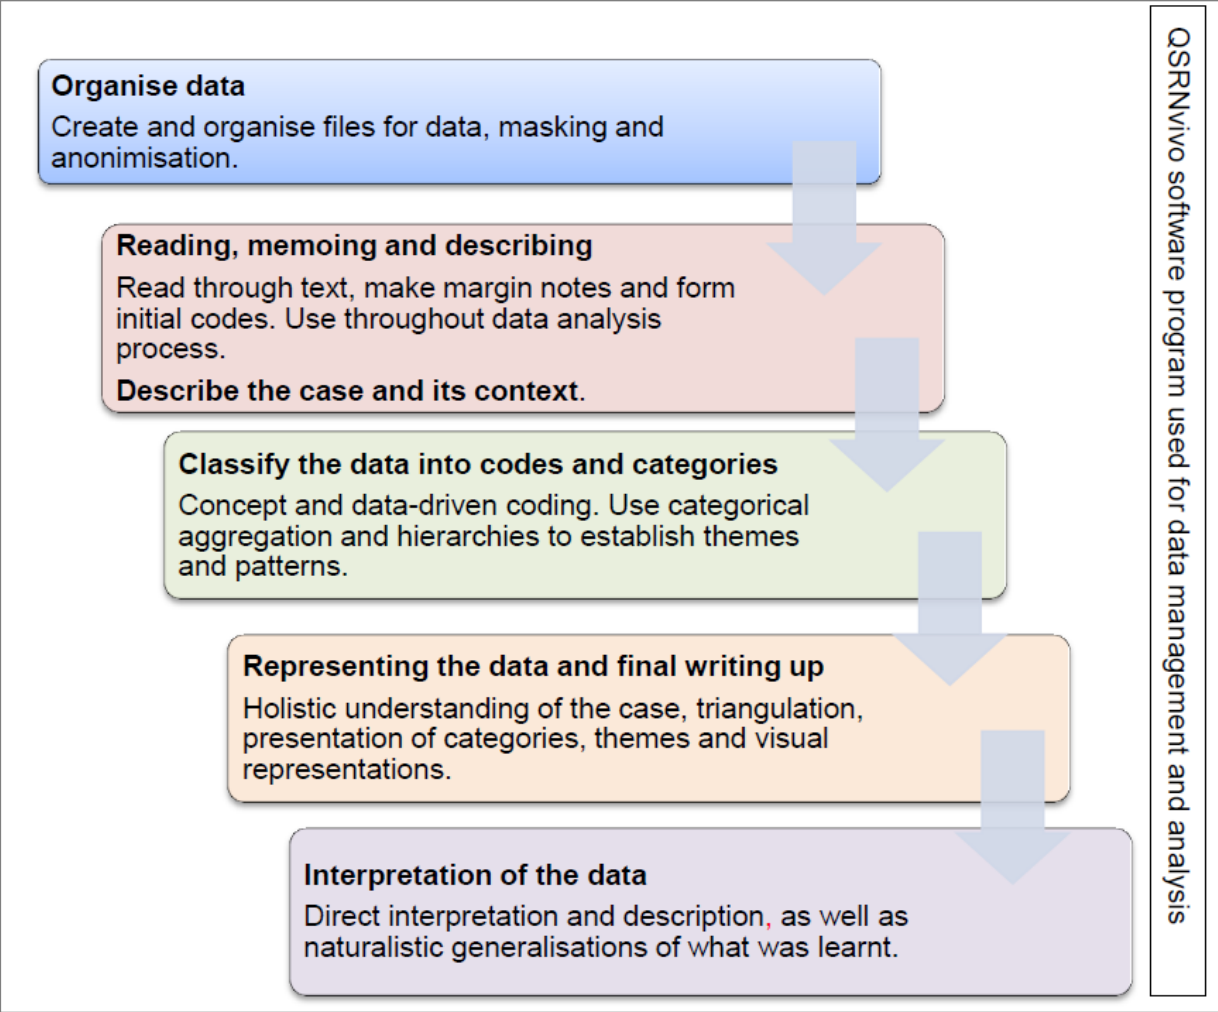 Organise data
Create and organise files for data, masking and
anonimisation.
Reading, memoing and describing
Read through text, make margin notes and form
initial codes. Use throughout data analysis
process.
Describe the case and its context.
Classify the data into codes and categories
Concept and data-driven coding. Use categorical
aggregation and hierarchies to establish themes
and patterns.
Representing the data and final writing up
Holistic understanding of the case, triangulation,
presentation of categories, themes and visual
representations.
Interpretation of the data
Direct interpretation and description, as well as
naturalistic generalisations of what was learnt.
QSRNvivo software program used for data management and analysis